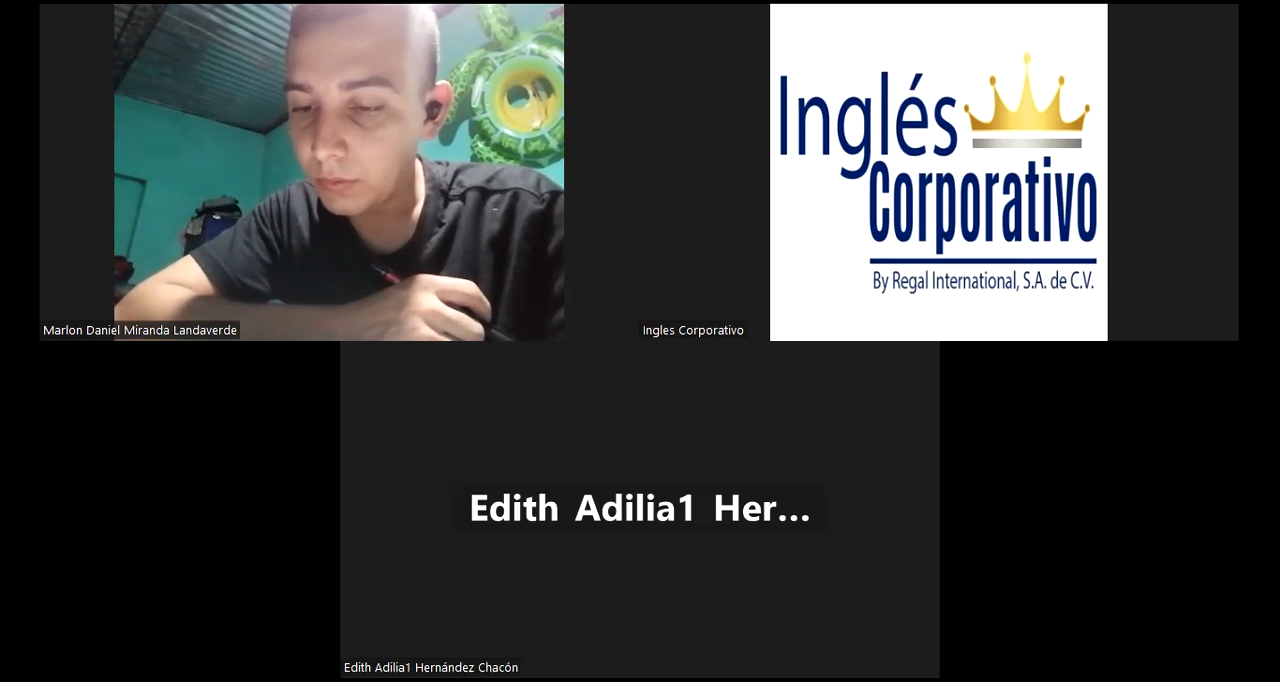 Marlon Daniel Miranda Landaverde
Inglés
Corporativo
By Regal International, S.A. de C.V.
Ingles Corporativo
Edith Adilia1 Her...
Edith Adilia1 Hernández Chacón